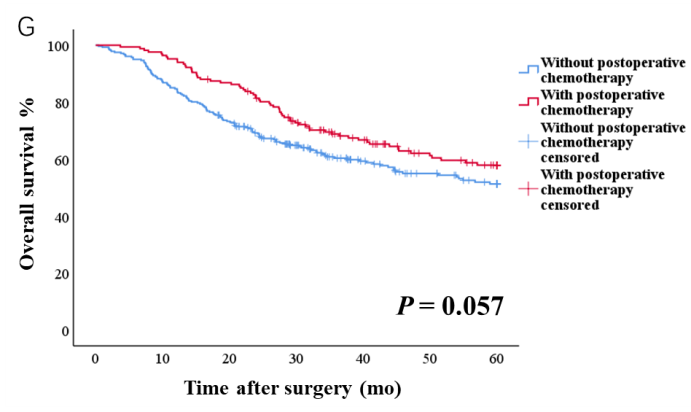 G
100
80
60
40
20
0
Overall survival %
0 10 20 30 40 50 60
Time after surgery (mo)
P = 0.057
Without postoperative
chemotherapy
With postoperative
chemotherapy
Without postoperative
chemotherapy
censored
With postoperative
chemotherapy
censored